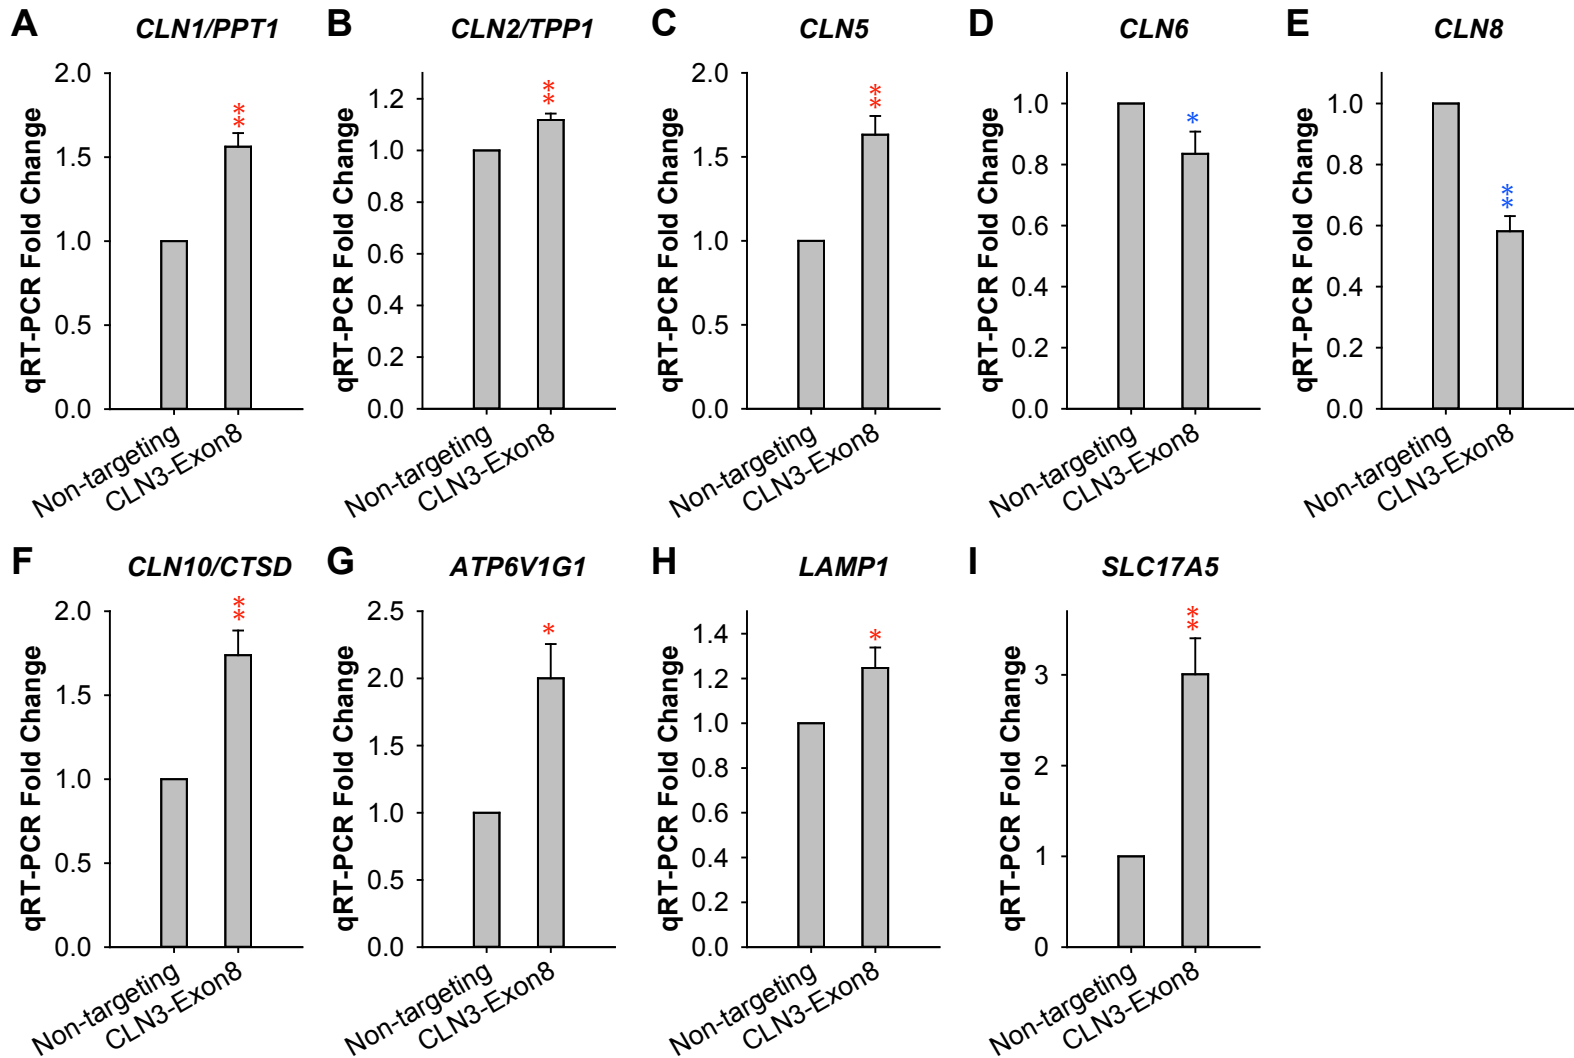 A CLN1/PPT1
qRT-PCR Fold Change
2.0
1.5
1.0
0.5
0.0
**
Non-targeting
CLN3-Exon8
B CLN2/TPP1
qRT-PCR Fold Change
1.2
1.0
0.8
0.6
0.4
0.2
0.0
**
Non-targeting
CLN3-Exon8
C CLN5
qRT-PCR Fold Change
2.0
1.5
1.0
0.5
0.0
**
Non-targeting
CLN3-Exon8
D CLN6
qRT-PCR Fold Change
1.0
0.8
0.6
0.4
0.2
0.0
*
Non-targeting
CLN3-Exon8
E CLN8
qRT-PCR Fold Change
1.0
0.8
0.6
0.4
0.2
0.0
**
Non-targeting
CLN3-Exon8
F CLN10/CTSD
qRT-PCR Fold Change
2.0
1.5
1.0
0.5
0.0
**
Non-targeting
CLN3-Exon8
G ATP6V1G1
qRT-PCR Fold Change
2.5
2.0
1.5
1.0
0.5
0.0
*
Non-targeting
CLN3-Exon8
H LAMP1
qRT-PCR Fold Change
1.4
1.2
1.0
0.8
0.6
0.4
0.2
0.0
*
Non-targeting
CLN3-Exon8
I SLC17A5
qRT-PCR Fold Change
3
2
1
0
**
Non-targeting
CLN3-Exon8